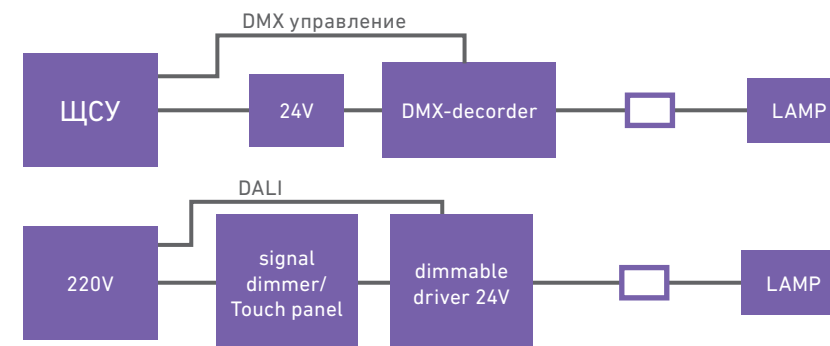 DMX управление
ЩСУ
24V
DMX-decorder
LAMP
DALI
220V
signal
dimmer/
Touch panel
dimmable
driver 24V
LAMP